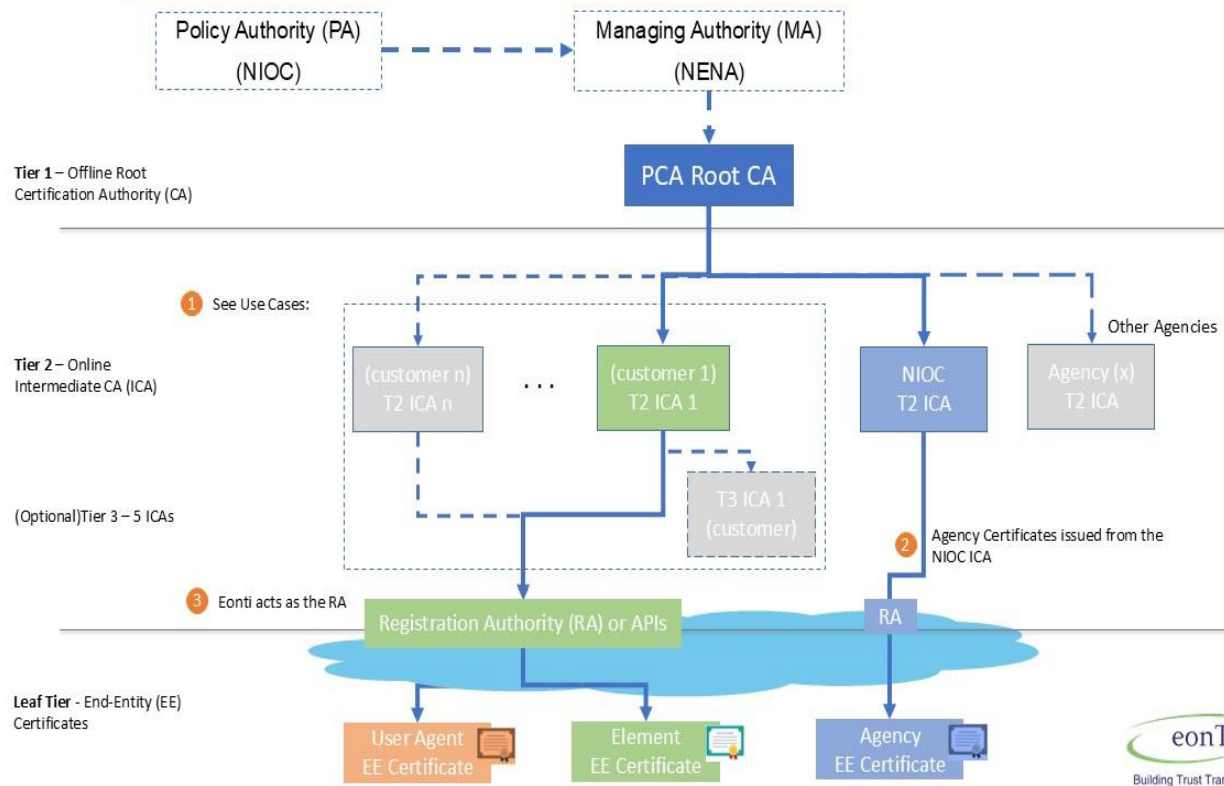 Policy Authority (PA)
(NIOC)
Managing Authority (MA)
(NENA)
Tier 1 – Offline Root
Certification Authority (CA)
PCA Root CA
1 See Use Cases:
Other Agencies
Tier 2 – Online
Intermediate CA (ICA)
(customer n)
T2 ICA n
. . .
(customer 1)
T2 ICA 1
NIOC
T2 ICA
Agency (x)
T2 ICA
(Optional)Tier 3 – 5 ICAs
T3 ICA 1
(customer)
2 Agency Certificates issued from the
NIOC ICA
3 Eonti acts as the RA
Registration Authority (RA) or APIs
RA
Leaf Tier - End-Entity (EE)
Certificates
User Agent
EE Certificate
Element
EE Certificate
Agency
EE Certificate
eonT
Building Trust Tran